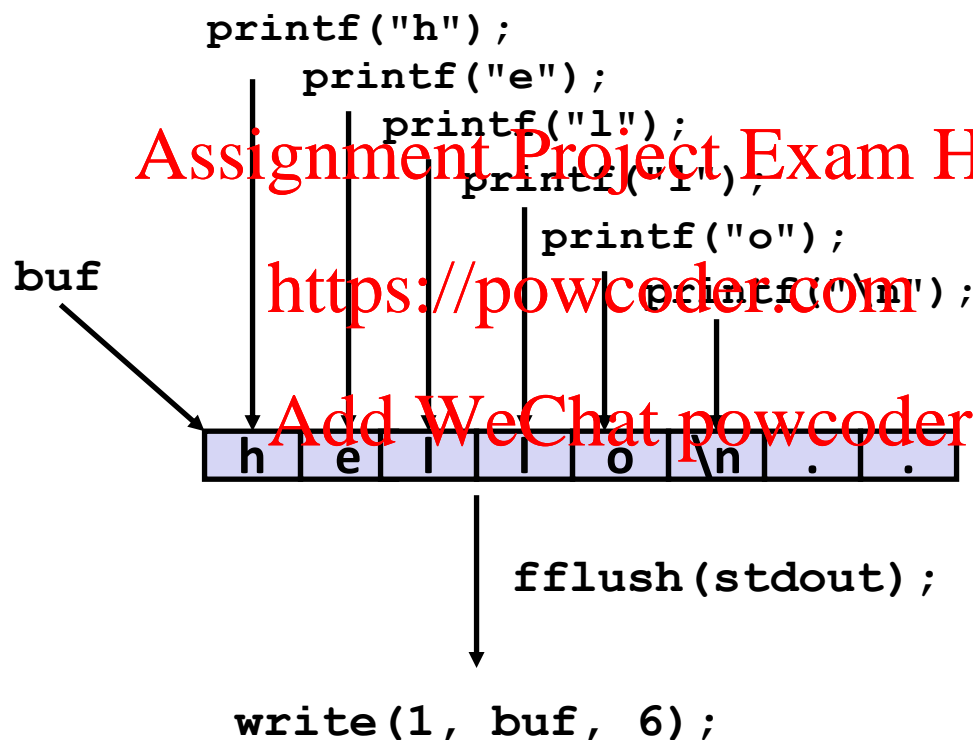 printf("h");
printf("e");
printf("l");
Assignment Project Exam H
printf("l");
printf("o");
buf
https://powcoder.com
printf("\n");
Add WeChat powcoder
h e l l o \n . .
fflush(stdout);
write(1, buf, 6);